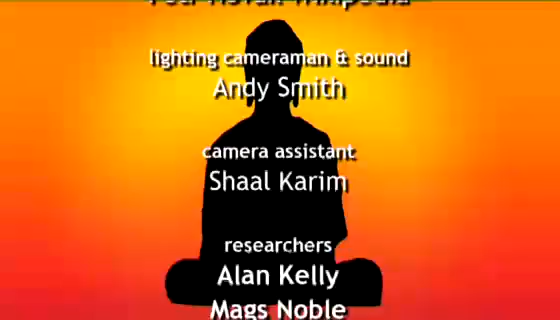 lighting cameraman & sound
Andy Smith
camera assistant
Shaal Karim
researchers
Alan Kelly
Mags Noble